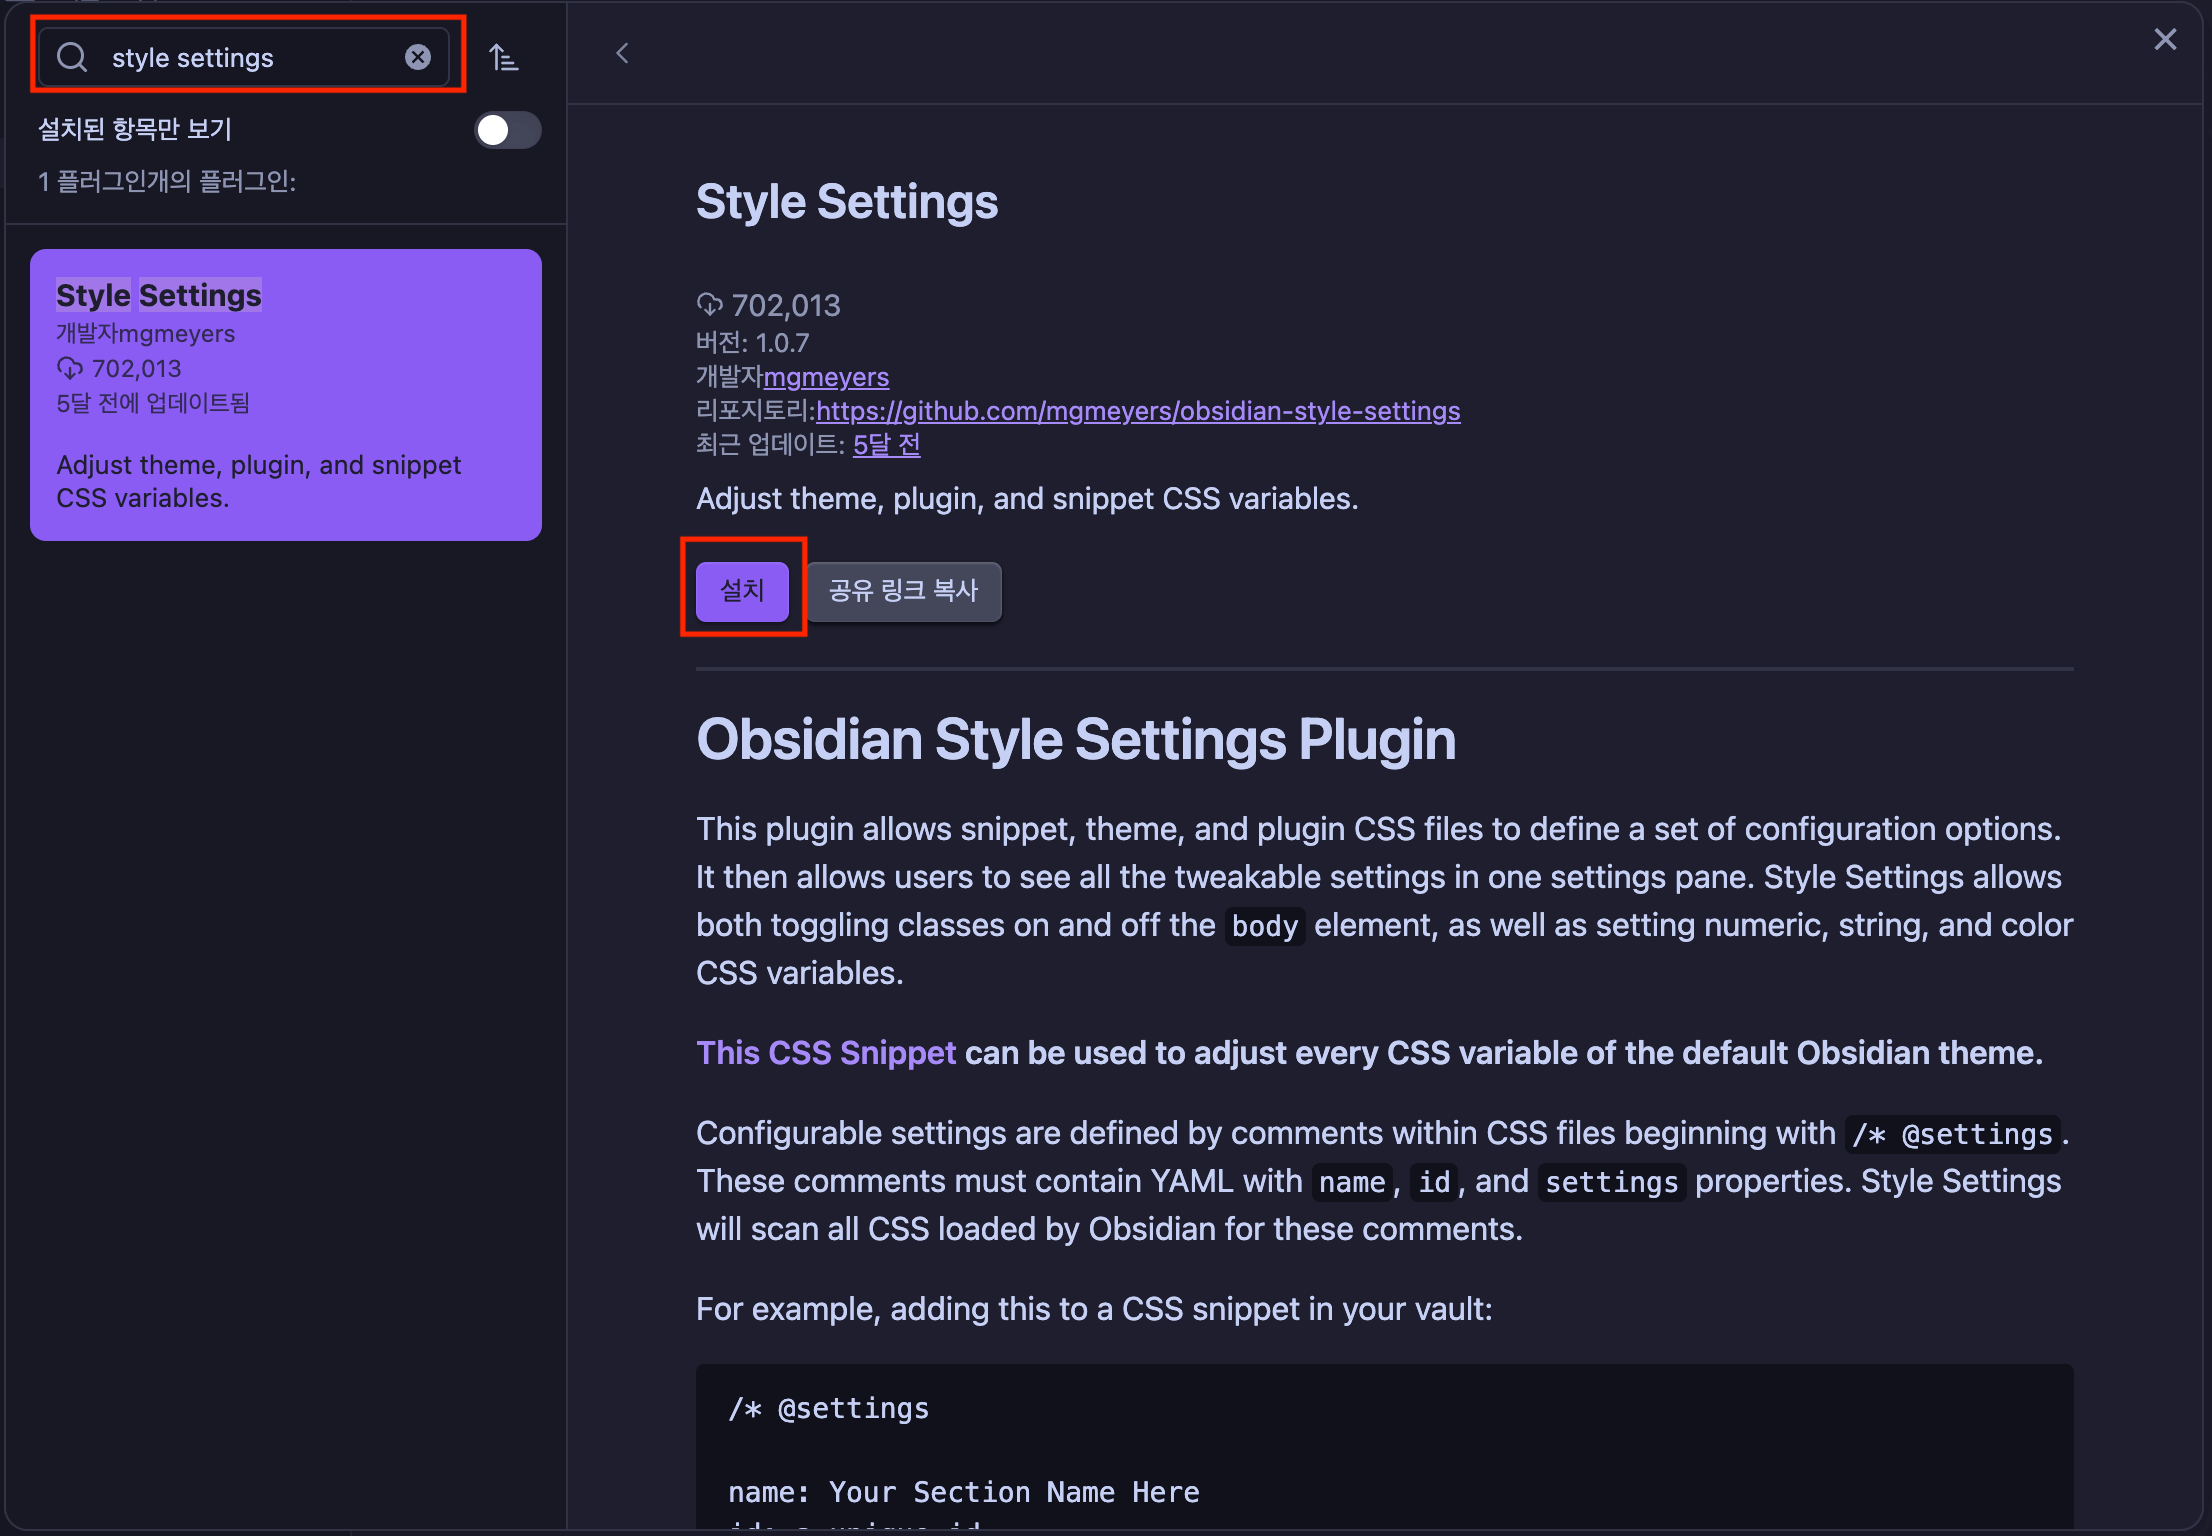 style settings
설치된 항목만 보기
1 플러그인개의 플러그인:
Style Settings
개발자mgmeyers
702,013
5달 전에 업데이트됨
Adjust theme, plugin, and snippet
CSS variables.
Style Settings
702,013
버전: 1.0.7
개발자mgmeyers
리포지토리:https://github.com/mgmeyers/obsidian-style-settings
최근 업데이트: 5달 전
Adjust theme, plugin, and snippet CSS variables.
설치
공유 링크 복사
Obsidian Style Settings Plugin
This plugin allows snippet, theme, and plugin CSS files to define a set of configuration options.
It then allows users to see all the tweakable settings in one settings pane. Style Settings allows
both toggling classes on and off the body element, as well as setting numeric, string, and color
CSS variables.
This CSS Snippet can be used to adjust every CSS variable of the default Obsidian theme.
Configurable settings are defined by comments within CSS files beginning with /* @settings.
These comments must contain YAML with name, id, and settings properties. Style Settings
will scan all CSS loaded by Obsidian for these comments.
For example, adding this to a CSS snippet in your vault:
/* @settings
name: Your Section Name Here